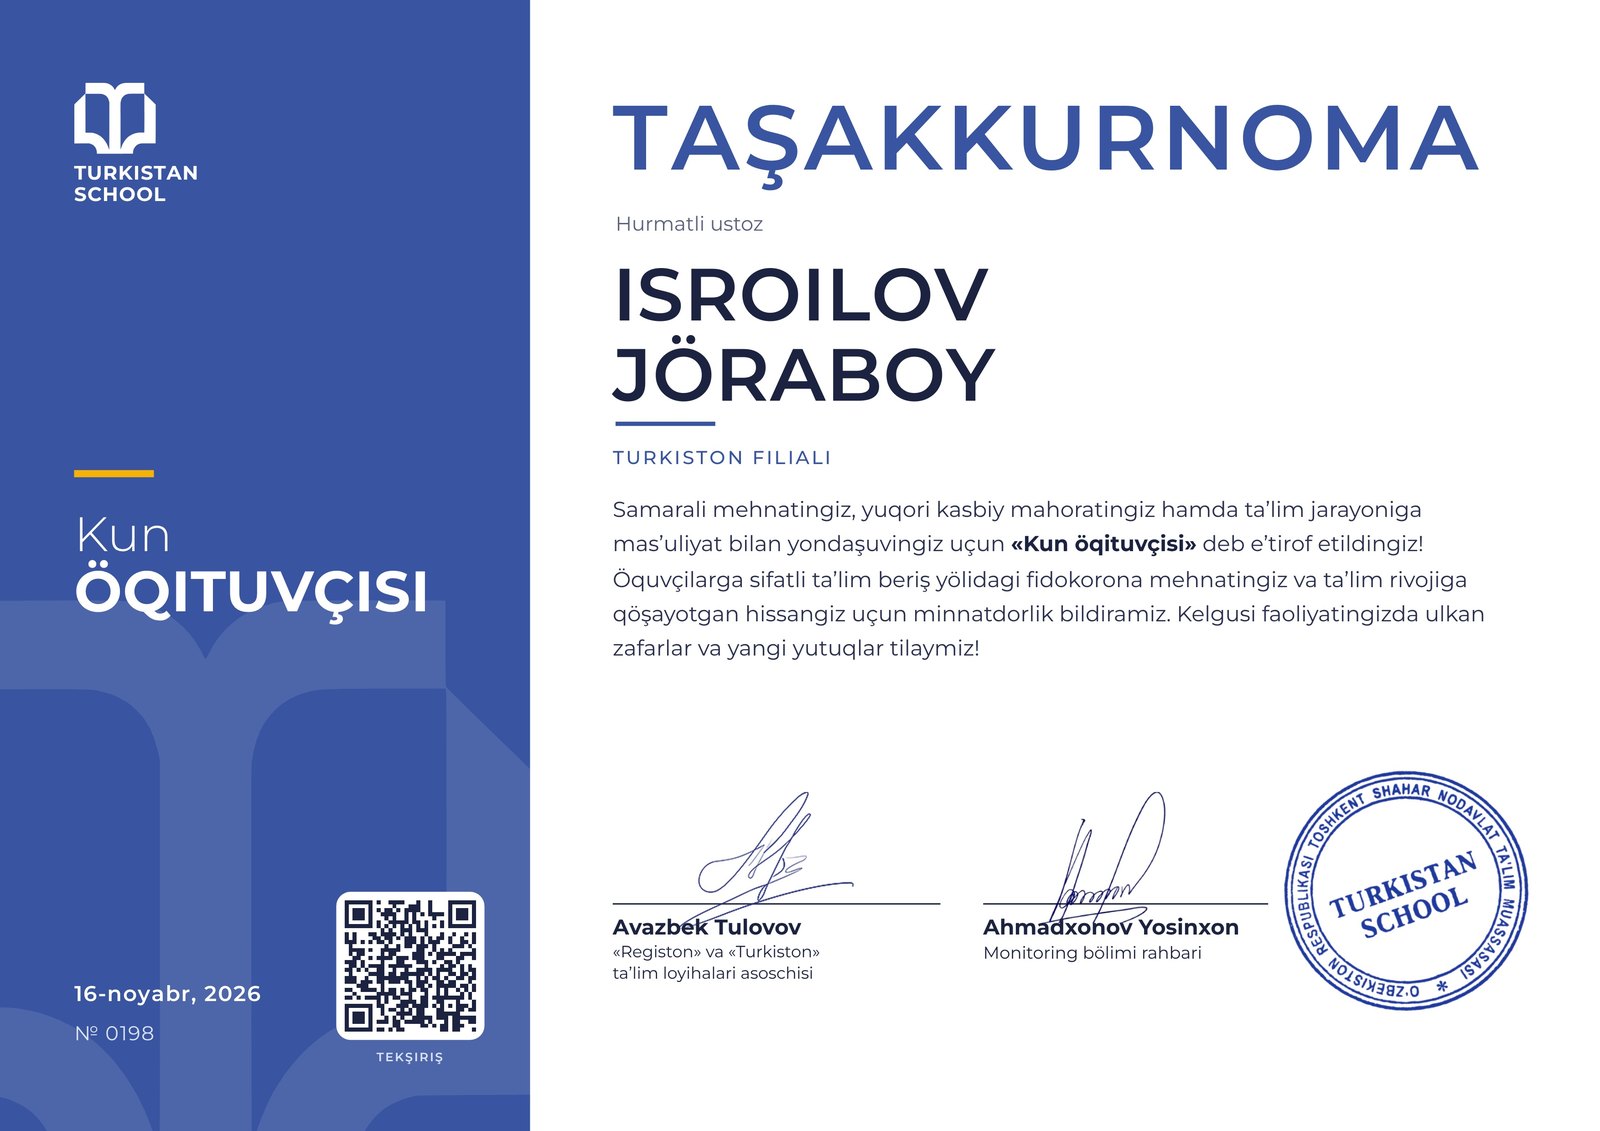 TURKISTAN
SCHOOL
Kun
ÖQITUVÇISI
16-noyabr, 2026
№ 0198
TEKŞIRIŞ
TAŞAKKURNOMA
Hurmatli ustoz
ISROILOV
JÖRABOY
TURKISTON FILIALI
Samarali mehnatingiz, yuqori kasbiy mahoratingiz hamda ta’lim jarayoniga
mas’uliyat bilan yondaşuvingiz uçun «Kun öqituvçisi» deb e’tirof etildingiz!
Öquvçilarga sifatli ta’lim beriş yölidagi fidokorona mehnatingiz va ta’lim rivojiga
qöşayotgan hissangiz uçun minnatdorlik bildiramiz. Kelgusi faoliyatingizda ulkan
zafarlar va yangi yutuqlar tilaymiz!
Avazbek Tulovov
«Registon» va «Turkiston»
ta’lim loyihalari asoschisi
Ahmadxonov Yosinxon
Monitoring bölimi rahbari
O'ZBEKISTON RESPUBLIKASI TOSHKENT SHAHAR NODAVLAT TA'LIM MUASSASASI *
TURKISTAN
SCHOOL